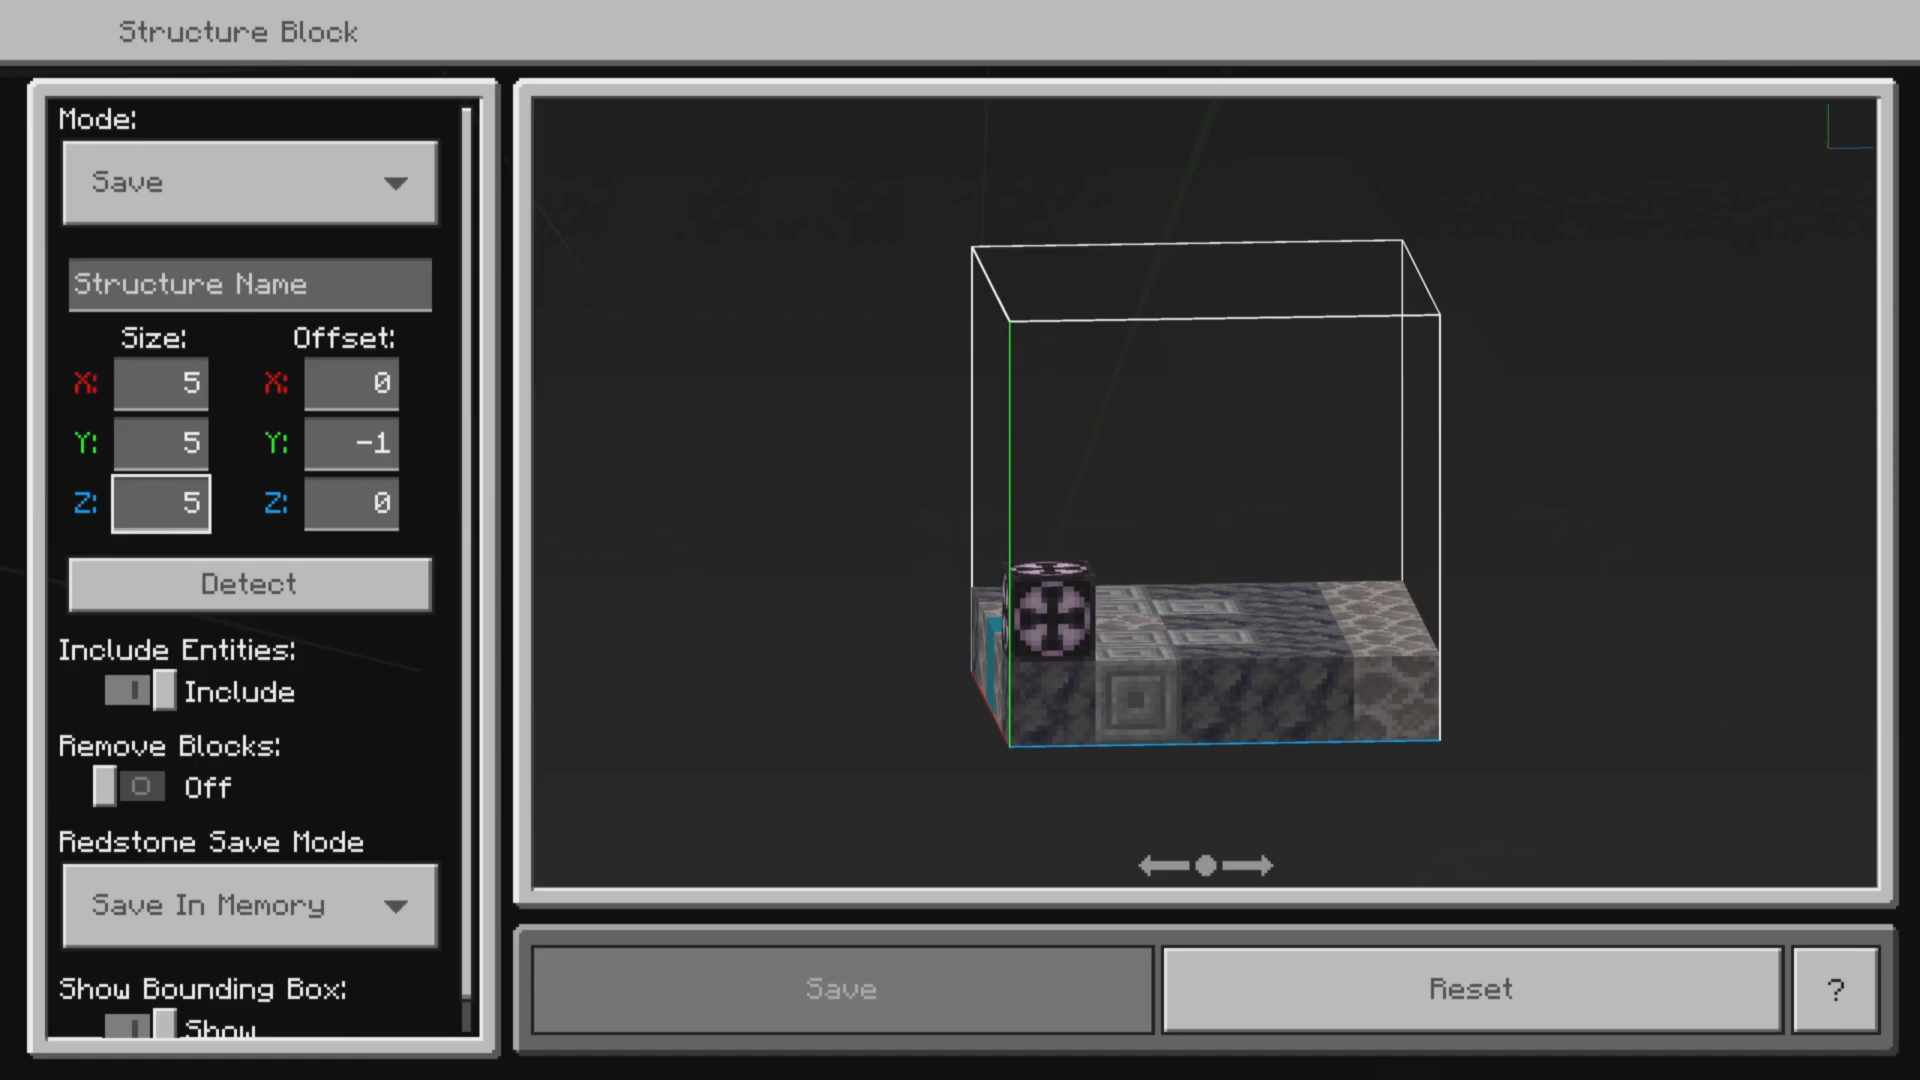 Structure Block
Mode:
Save
Structure Name
Size: Offset:
X: 5 X: 0
Y: 5 Y: -1
Z: 5 Z: 0
Detect
Include Entities:
Include
Remove Blocks:
Off
Redstone Save Mode
Save In Memory
Show Bounding Box:
Show
Save
Reset
?